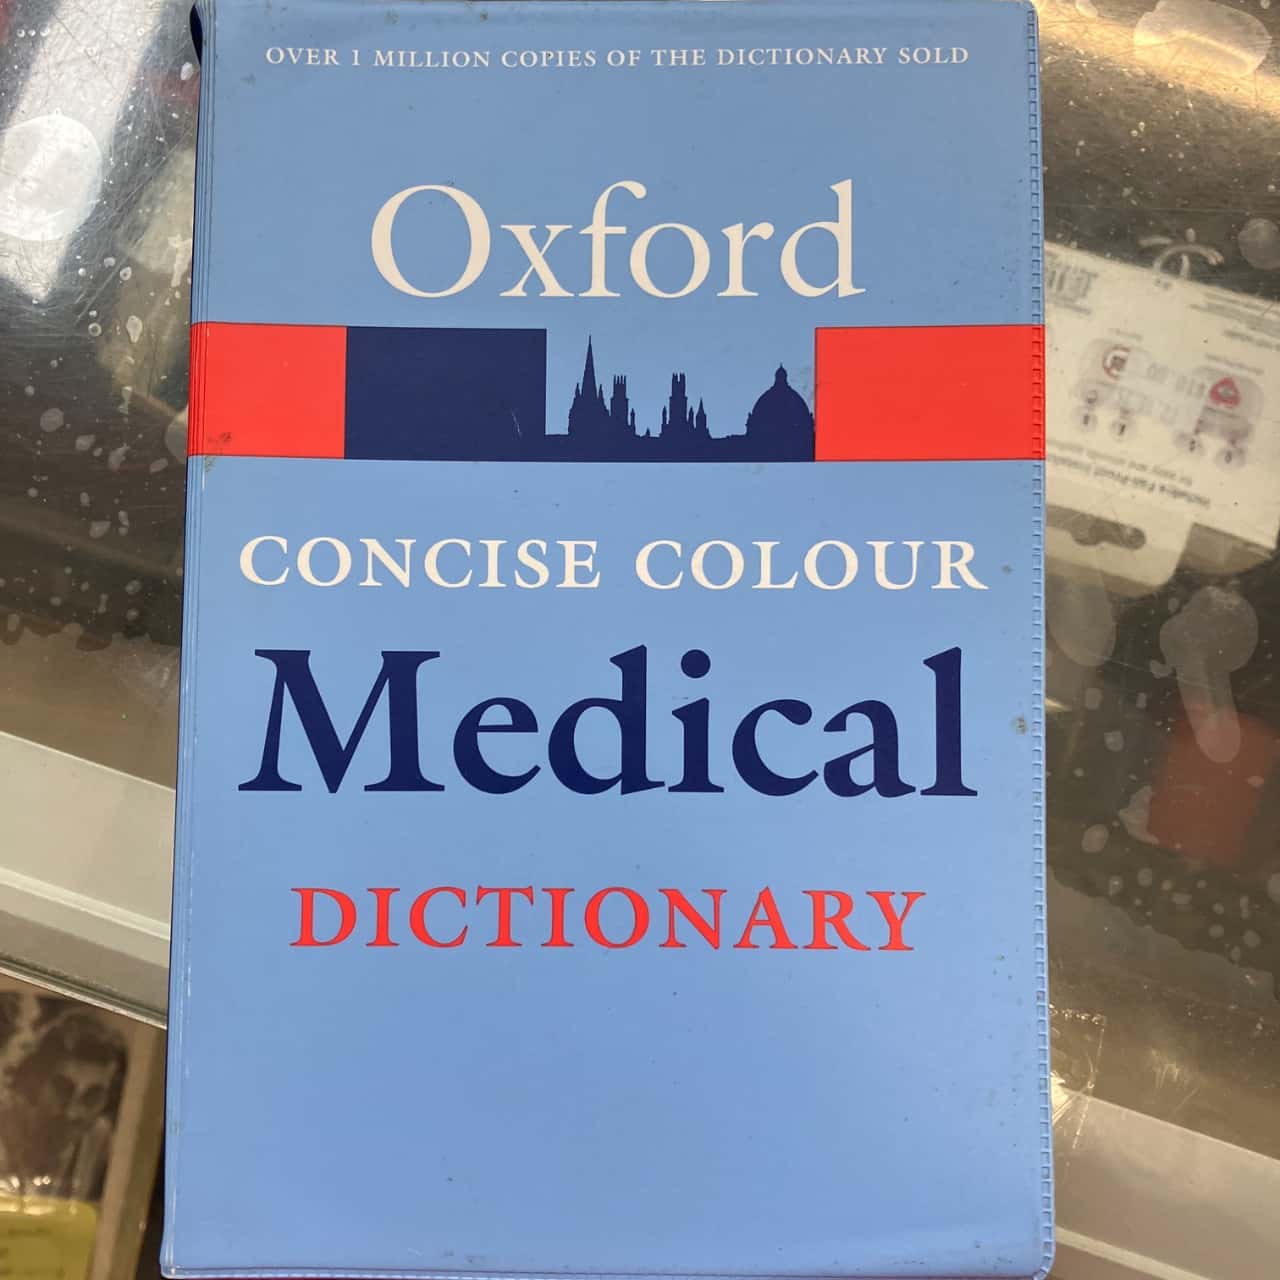 OVER 1 MILLION COPIES OF THE DICTIONARY SOLD
Oxford
CONCISE COLOUR
Medical
DICTIONARY